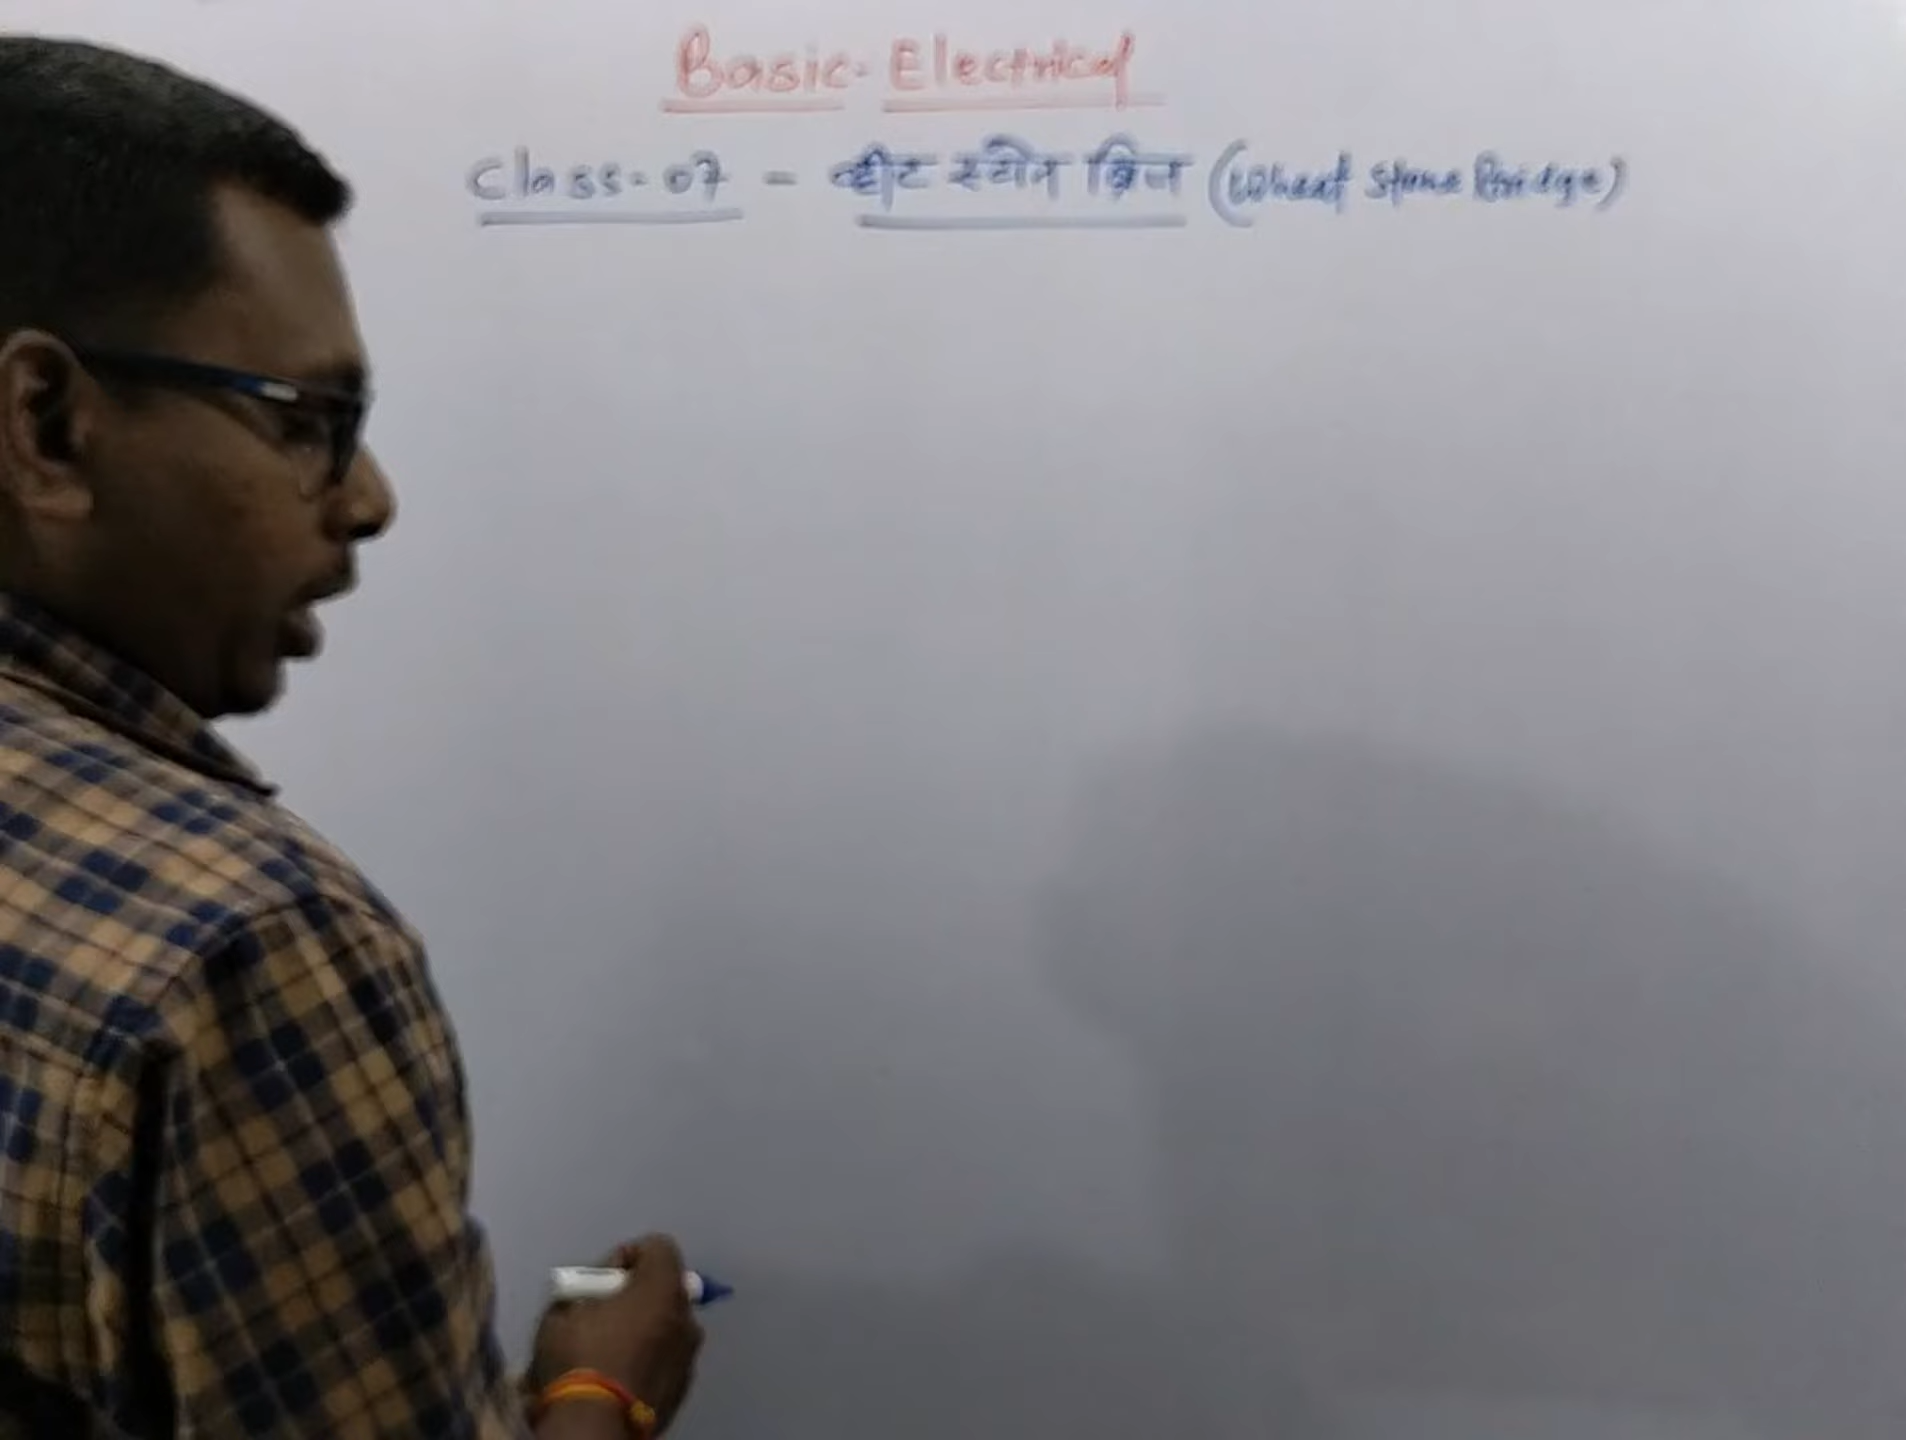 Basic Electrical
Class-07 - व्हीट स्टोन ब्रिज (Wheat Stone Bridge)